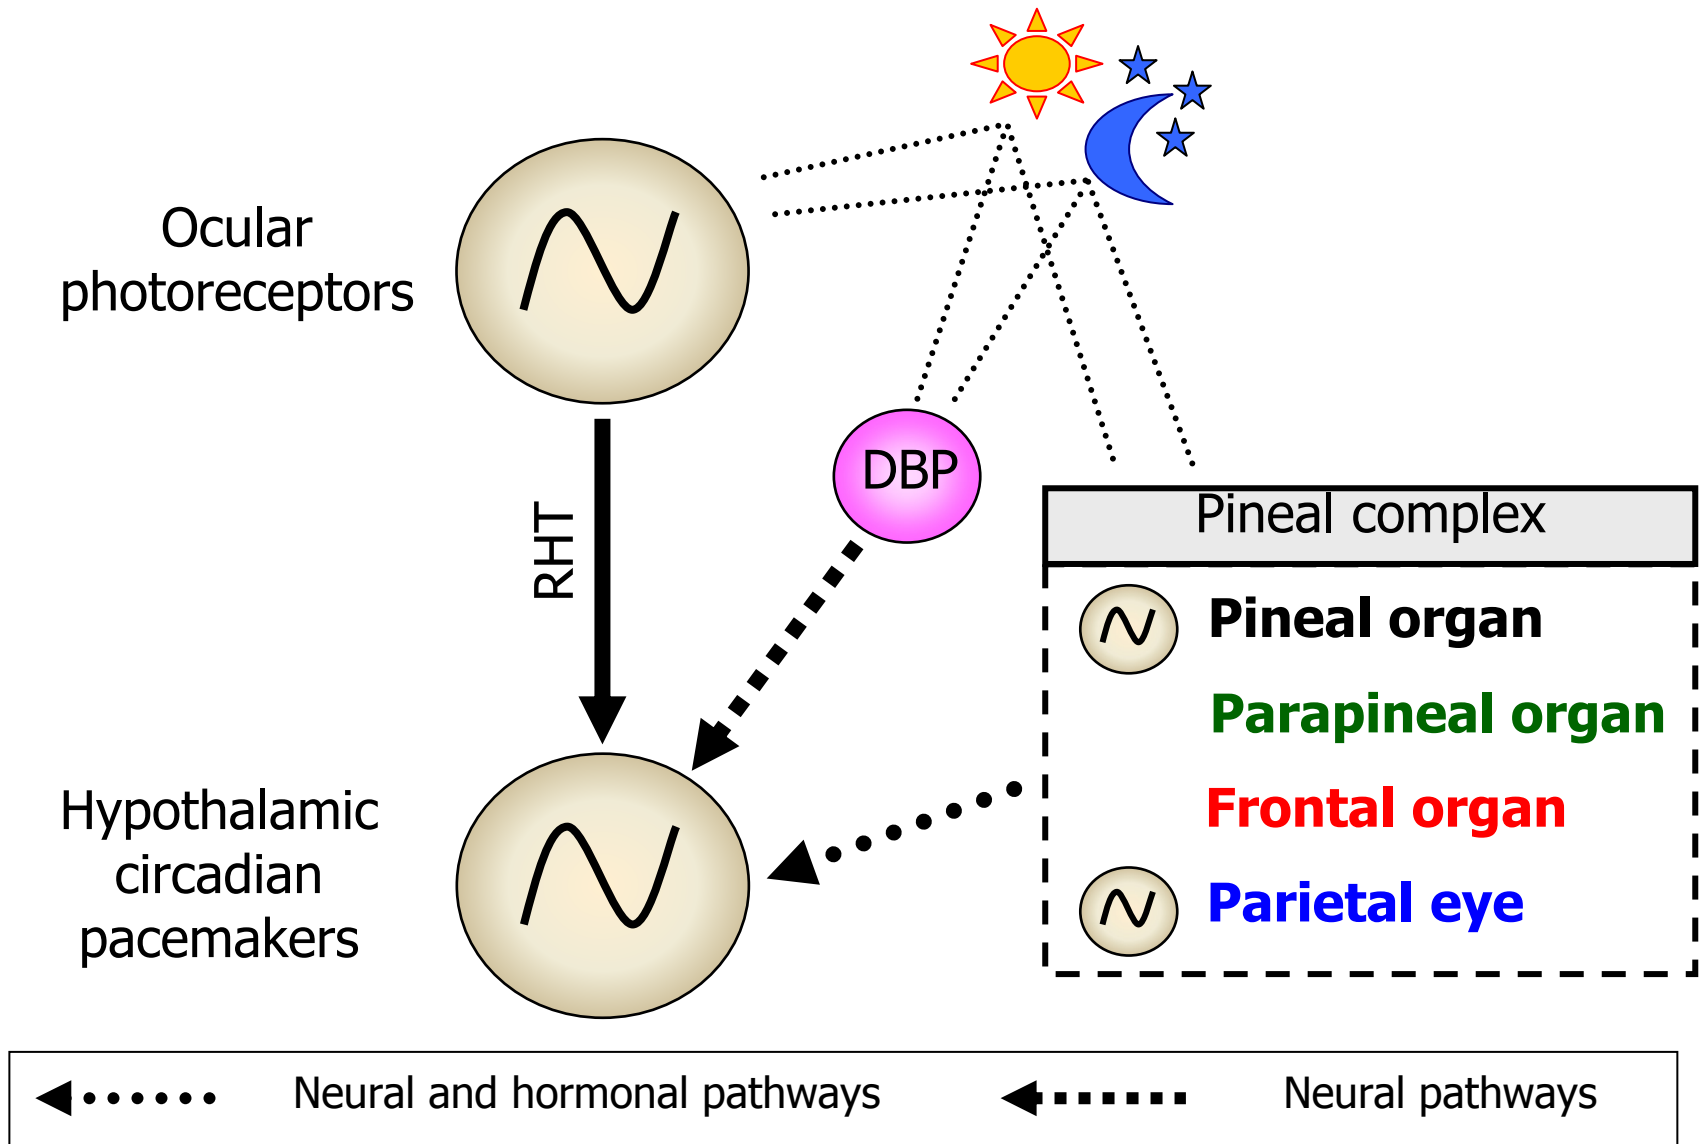 Ocular
photoreceptors
RHT
DBP
Pineal complex
Pineal organ
Parapineal organ
Frontal organ
Parietal eye
Hypothalamic
circadian
pacemakers
Neural and hormonal pathways
Neural pathways